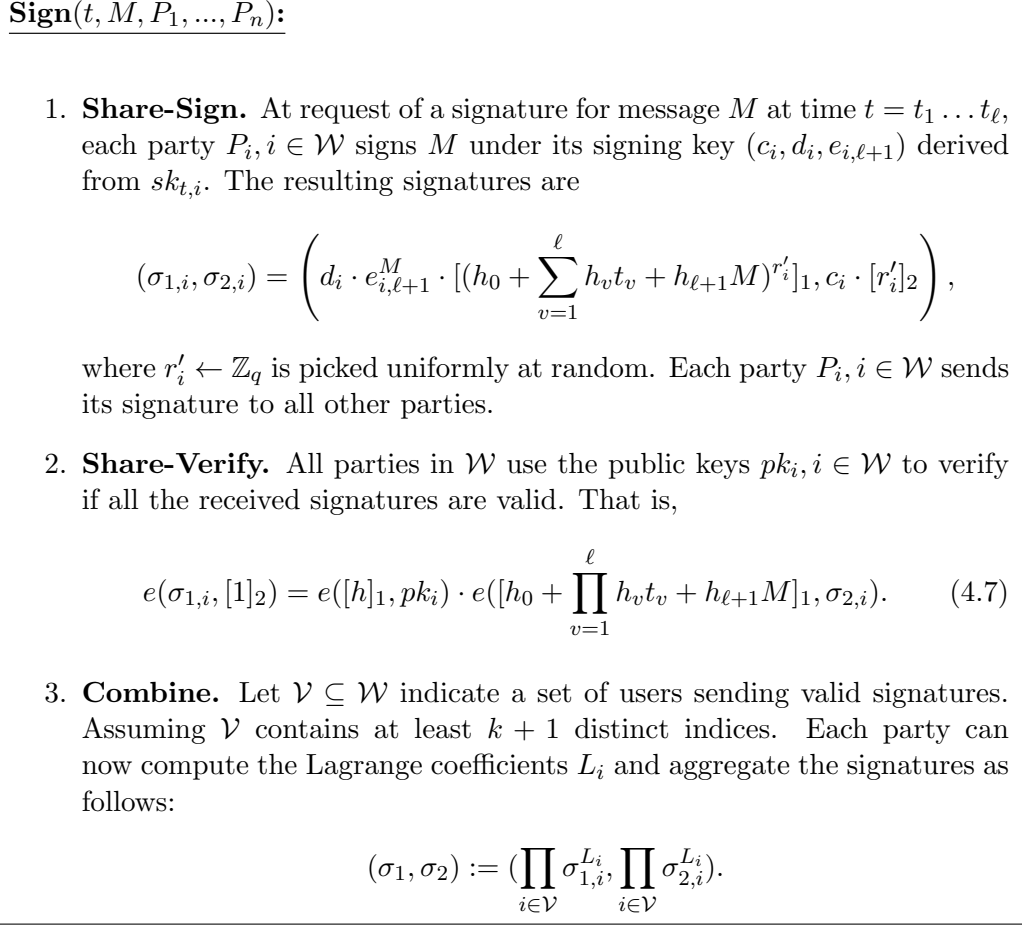 Sign(t, M, P_1, ..., P_n):
1. Share-Sign. At request of a signature for message M at time t = t_1 … t_ℓ,
each party P_i, i ∈ 𝒲 signs M under its signing key (c_i, d_i, e_{i,ℓ+1}) derived
from sk_{t,i}. The resulting signatures are
(σ_{1,i}, σ_{2,i}) = ( d_i · e_{i,ℓ+1}^M · [(h_0 + ∑_{v=1}^{ℓ} h_v t_v + h_{ℓ+1} M)^{r'_i}]_1, c_i · [r'_i]_2 ),
where r'_i ← ℤ_q is picked uniformly at random. Each party P_i, i ∈ 𝒲 sends
its signature to all other parties.
2. Share-Verify. All parties in 𝒲 use the public keys pk_i, i ∈ 𝒲 to verify
if all the received signatures are valid. That is,
e(σ_{1,i}, [1]_2) = e([h]_1, pk_i) · e([h_0 + ∏_{v=1}^{ℓ} h_v t_v + h_{ℓ+1} M]_1, σ_{2,i}). (4.7)
3. Combine. Let 𝒱 ⊆ 𝒲 indicate a set of users sending valid signatures.
Assuming 𝒱 contains at least k + 1 distinct indices. Each party can
now compute the Lagrange coefficients L_i and aggregate the signatures as
follows:
(σ_1, σ_2) := (∏_{i∈𝒱} σ_{1,i}^{L_i}, ∏_{i∈𝒱} σ_{2,i}^{L_i}).